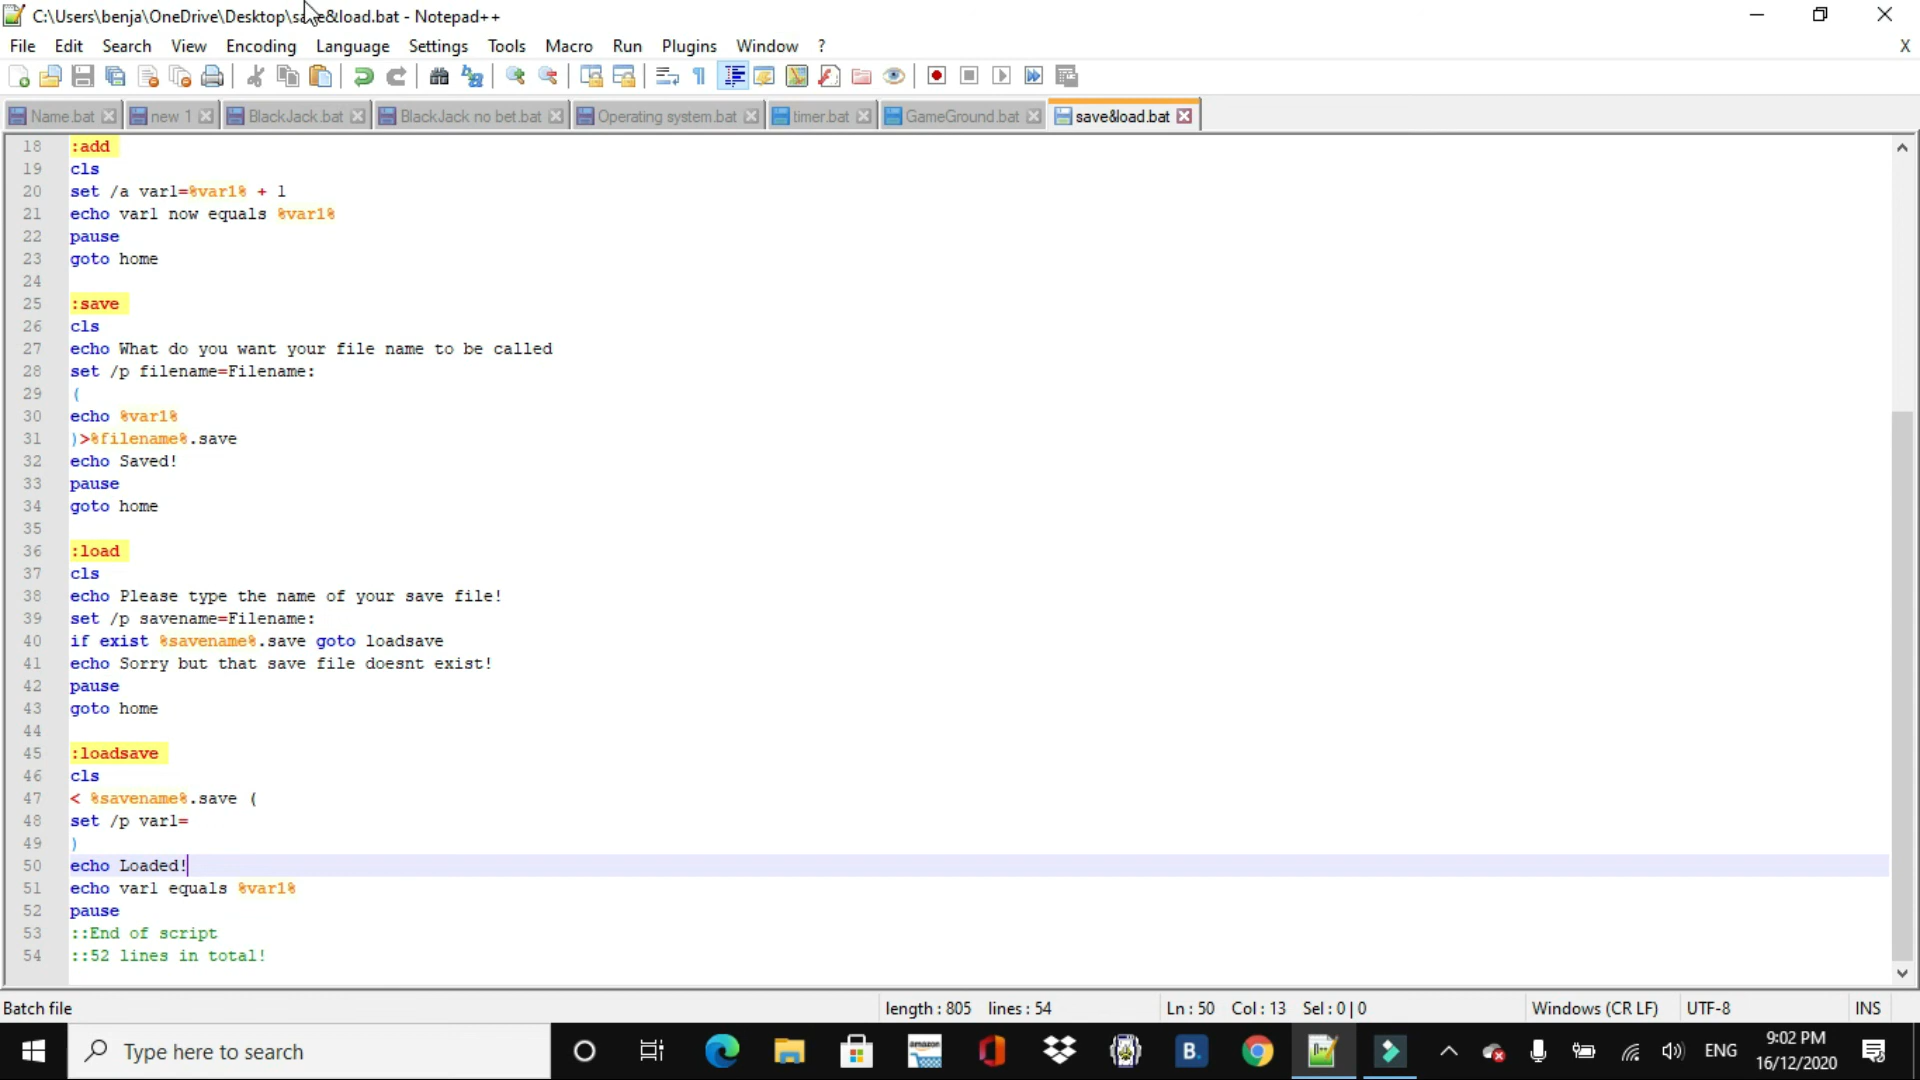 C:\Users\benja\OneDrive\Desktop\save&load.bat - Notepad++
File Edit Search View Encoding Language Settings Tools Macro Run Plugins Window ? X
Name.bat new 1 BlackJack.bat BlackJack no bet.bat Operating system.bat timer.bat GameGround.bat save&load.bat
18 :add
19 cls
20 set /a var1=%var1% + 1
21 echo var1 now equals %var1%
22 pause
23 goto home
24
25 :save
26 cls
27 echo What do you want your file name to be called
28 set /p filename=Filename:
29 (
30 echo %var1%
31 )>%filename%.save
32 echo Saved!
33 pause
34 goto home
35
36 :load
37 cls
38 echo Please type the name of your save file!
39 set /p savename=Filename:
40 if exist %savename%.save goto loadsave
41 echo Sorry but that save file doesnt exist!
42 pause
43 goto home
44
45 :loadsave
46 cls
47 < %savename%.save (
48 set /p var1=
49 )
50 echo Loaded!
51 echo var1 equals %var1%
52 pause
53 ::End of script
54 ::52 lines in total!
Batch file length : 805 lines : 54 Ln : 50 Col : 13 Sel : 0 | 0 Windows (CR LF) UTF-8 INS
Type here to search amazon B. ENG 9:02 PM
16/12/2020